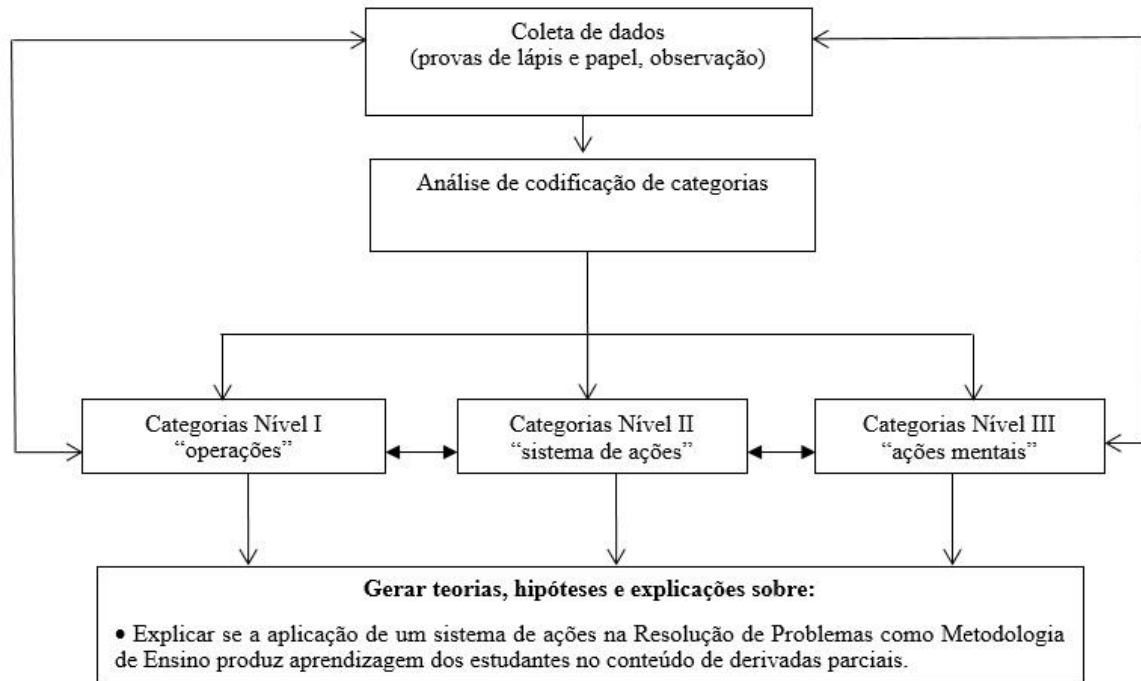 Coleta de dados
(provas de lápis e papel, observação)
Análise de codificação de categorias
Categorias Nível I
“operações”
Categorias Nível II
“sistema de ações”
Categorias Nível III
“ações mentais”
Gerar teorias, hipóteses e explicações sobre:
• Explicar se a aplicação de um sistema de ações na Resolução de Problemas como Metodologia
de Ensino produz aprendizagem dos estudantes no conteúdo de derivadas parciais.